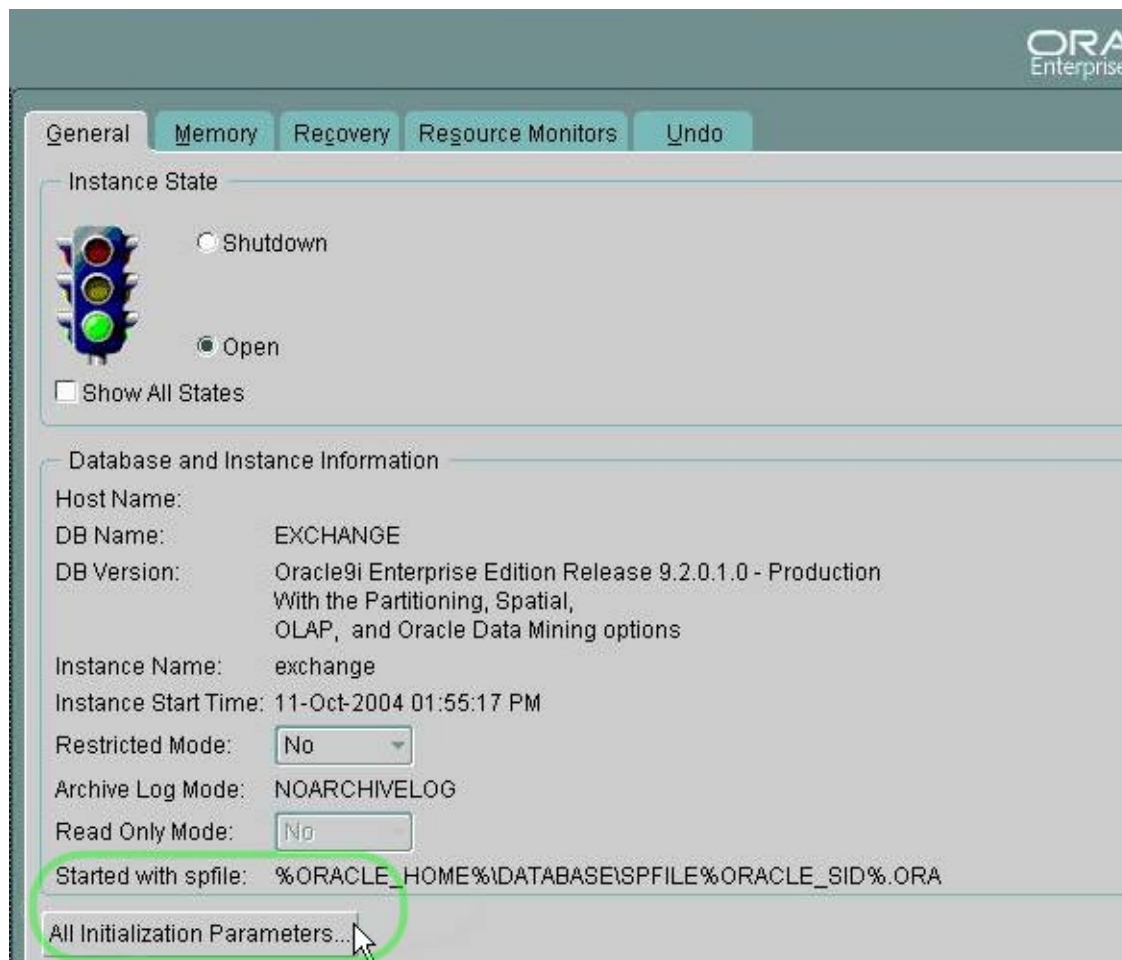 ORA
Enterprise
General Memory Recovery Resource Monitors Undo
Instance State
Shutdown
Open
Show All States
Database and Instance Information
Host Name:
DB Name: EXCHANGE
DB Version: Oracle9i Enterprise Edition Release 9.2.0.1.0 - Production
With the Partitioning, Spatial,
OLAP, and Oracle Data Mining options
Instance Name: exchange
Instance Start Time: 11-Oct-2004 01:55:17 PM
Restricted Mode: No
Archive Log Mode: NOARCHIVELOG
Read Only Mode: No
Started with spfile: %ORACLE_HOME%\DATABASE\SPFILE%ORACLE_SID%.ORA
All Initialization Parameters...